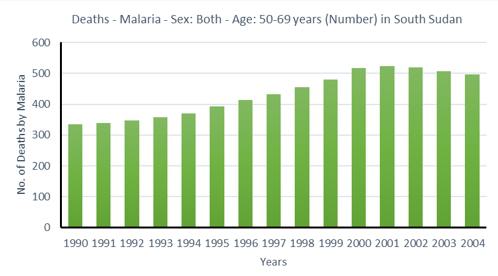 Deaths - Malaria - Sex: Both - Age: 50-69 years (Number) in South Sudan
600
500
400
300
200
100
0
No. of Deathsby Malaria
1990 1991 1992 1993 1994 1995 1996 1997 1998 1999 2000 2001 2002 2003 2004
Years